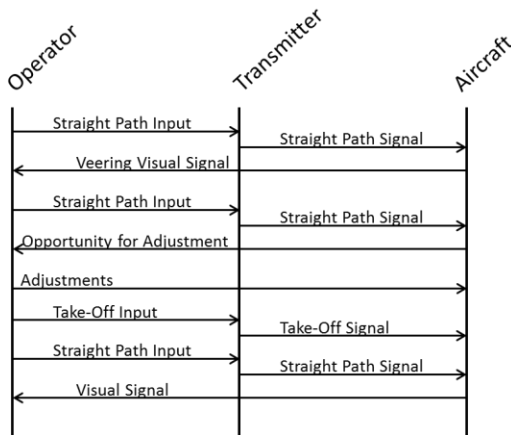 Operator
Transmitter
Aircraft
Straight Path Input
Straight Path Signal
Veering Visual Signal
Straight Path Input
Straight Path Signal
Opportunity for Adjustment
Adjustments
Take-Off Input
Take-Off Signal
Straight Path Input
Straight Path Signal
Visual Signal